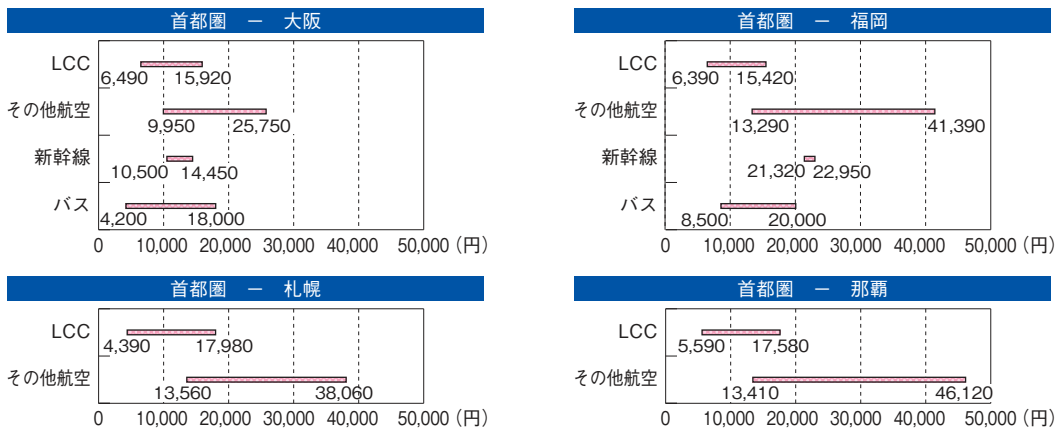 首都圏 － 大阪
LCC
6,490 15,920
その他航空
9,950 25,750
新幹線
10,500 14,450
バス
4,200 18,000
0 10,000 20,000 30,000 40,000 50,000（円）
首都圏 － 福岡
LCC
6,390 15,420
その他航空
13,290 41,390
新幹線
21,320 22,950
バス
8,500 20,000
0 10,000 20,000 30,000 40,000 50,000（円）
首都圏 － 札幌
LCC
4,390 17,980
その他航空
13,560 38,060
0 10,000 20,000 30,000 40,000 50,000（円）
首都圏 － 那覇
LCC
5,590 17,580
その他航空
13,410 46,120
0 10,000 20,000 30,000 40,000 50,000（円）